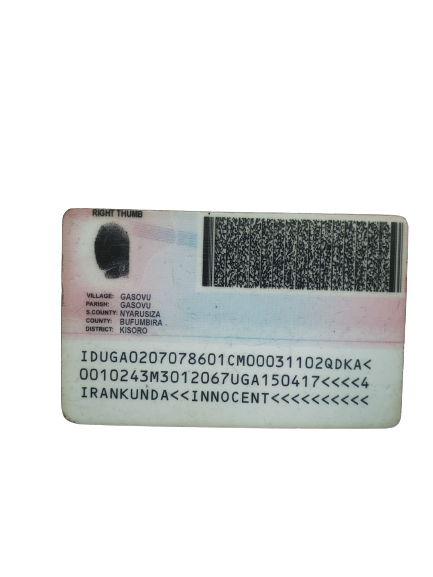 RIGHT THUMB
VILLAGE: GASOVU
PARISH: GASOVU
S.COUNTY: NYARUSIZA
COUNTY: BUFUMBIRA
DISTRICT: KISORO
IDUGA0207078601CM00031102QDKA<
0010243M3012067UGA150417<<<<4
IRANKUNDA<<INNOCENT<<<<<<<<<<